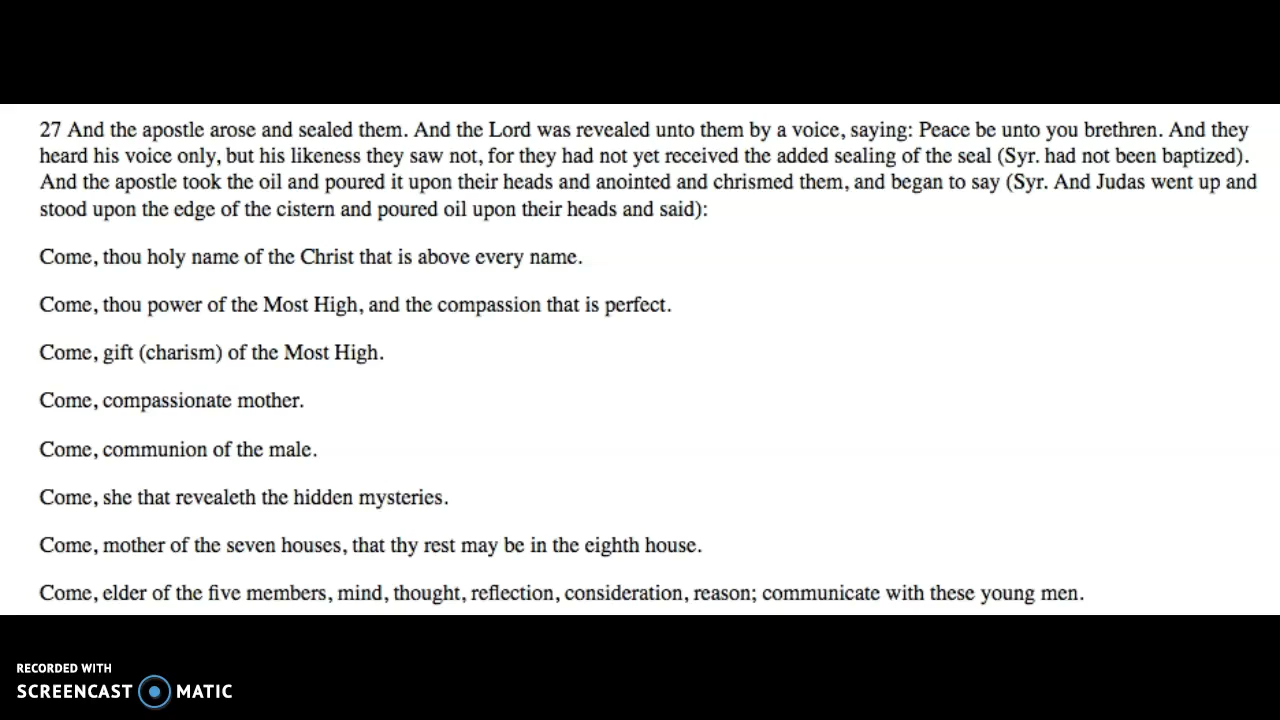 27 And the apostle arose and sealed them. And the Lord was revealed unto them by a voice, saying: Peace be unto you brethren. And they
heard his voice only, but his likeness they saw not, for they had not yet received the added sealing of the seal (Syr. had not been baptized).
And the apostle took the oil and poured it upon their heads and anointed and chrismed them, and began to say (Syr. And Judas went up and
stood upon the edge of the cistern and poured oil upon their heads and said):
Come, thou holy name of the Christ that is above every name.
Come, thou power of the Most High, and the compassion that is perfect.
Come, gift (charism) of the Most High.
Come, compassionate mother.
Come, communion of the male.
Come, she that revealeth the hidden mysteries.
Come, mother of the seven houses, that thy rest may be in the eighth house.
Come, elder of the five members, mind, thought, reflection, consideration, reason; communicate with these young men.
RECORDED WITH
SCREENCAST MATIC